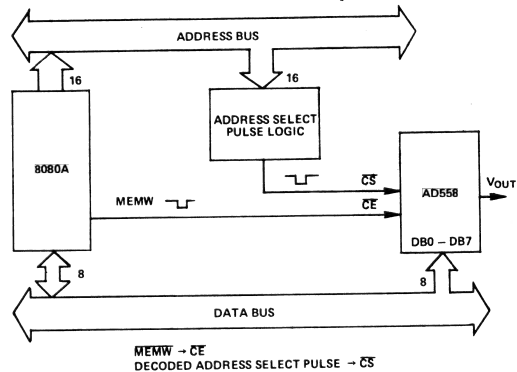 ADDRESS BUS
16
16
8080A
ADDRESS SELECT
PULSE LOGIC
AD558
VOUT
CS̅
MEMW
CE̅
DB0 – DB7
8
8
DATA BUS
MEMW̅ → CE̅
DECODED ADDRESS SELECT PULSE → CS̅